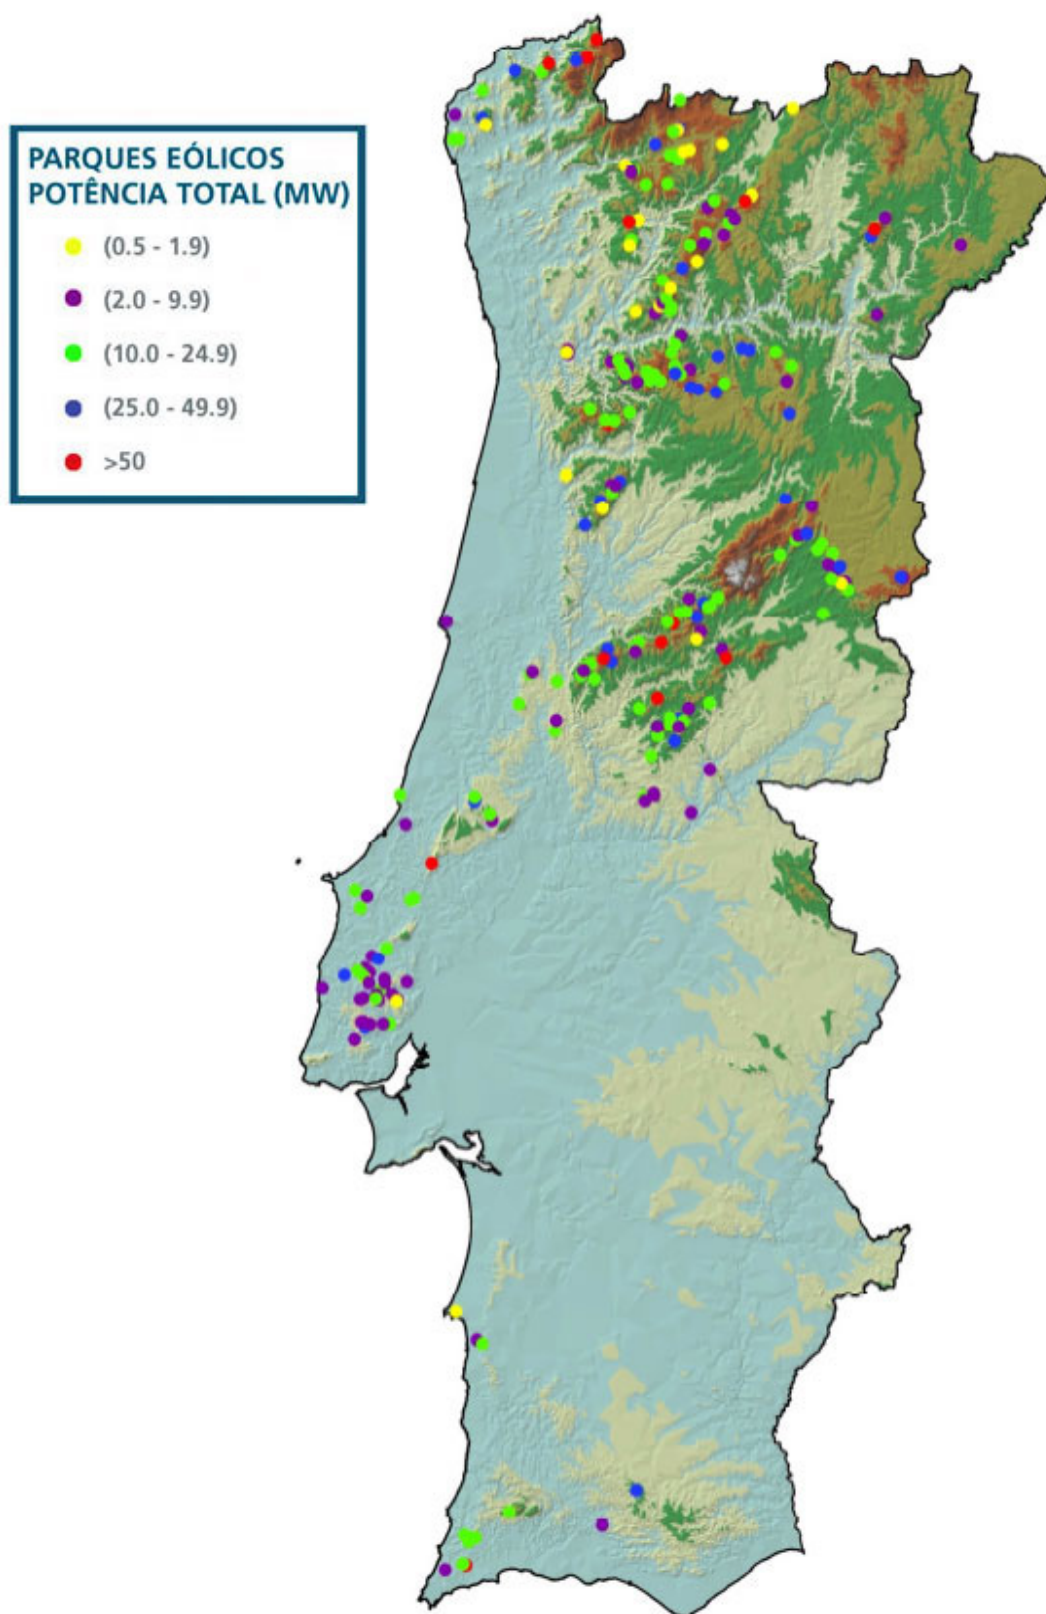 PARQUES EÓLICOS
POTÊNCIA TOTAL (MW)
(0.5 - 1.9)
(2.0 - 9.9)
(10.0 - 24.9)
(25.0 - 49.9)
>50